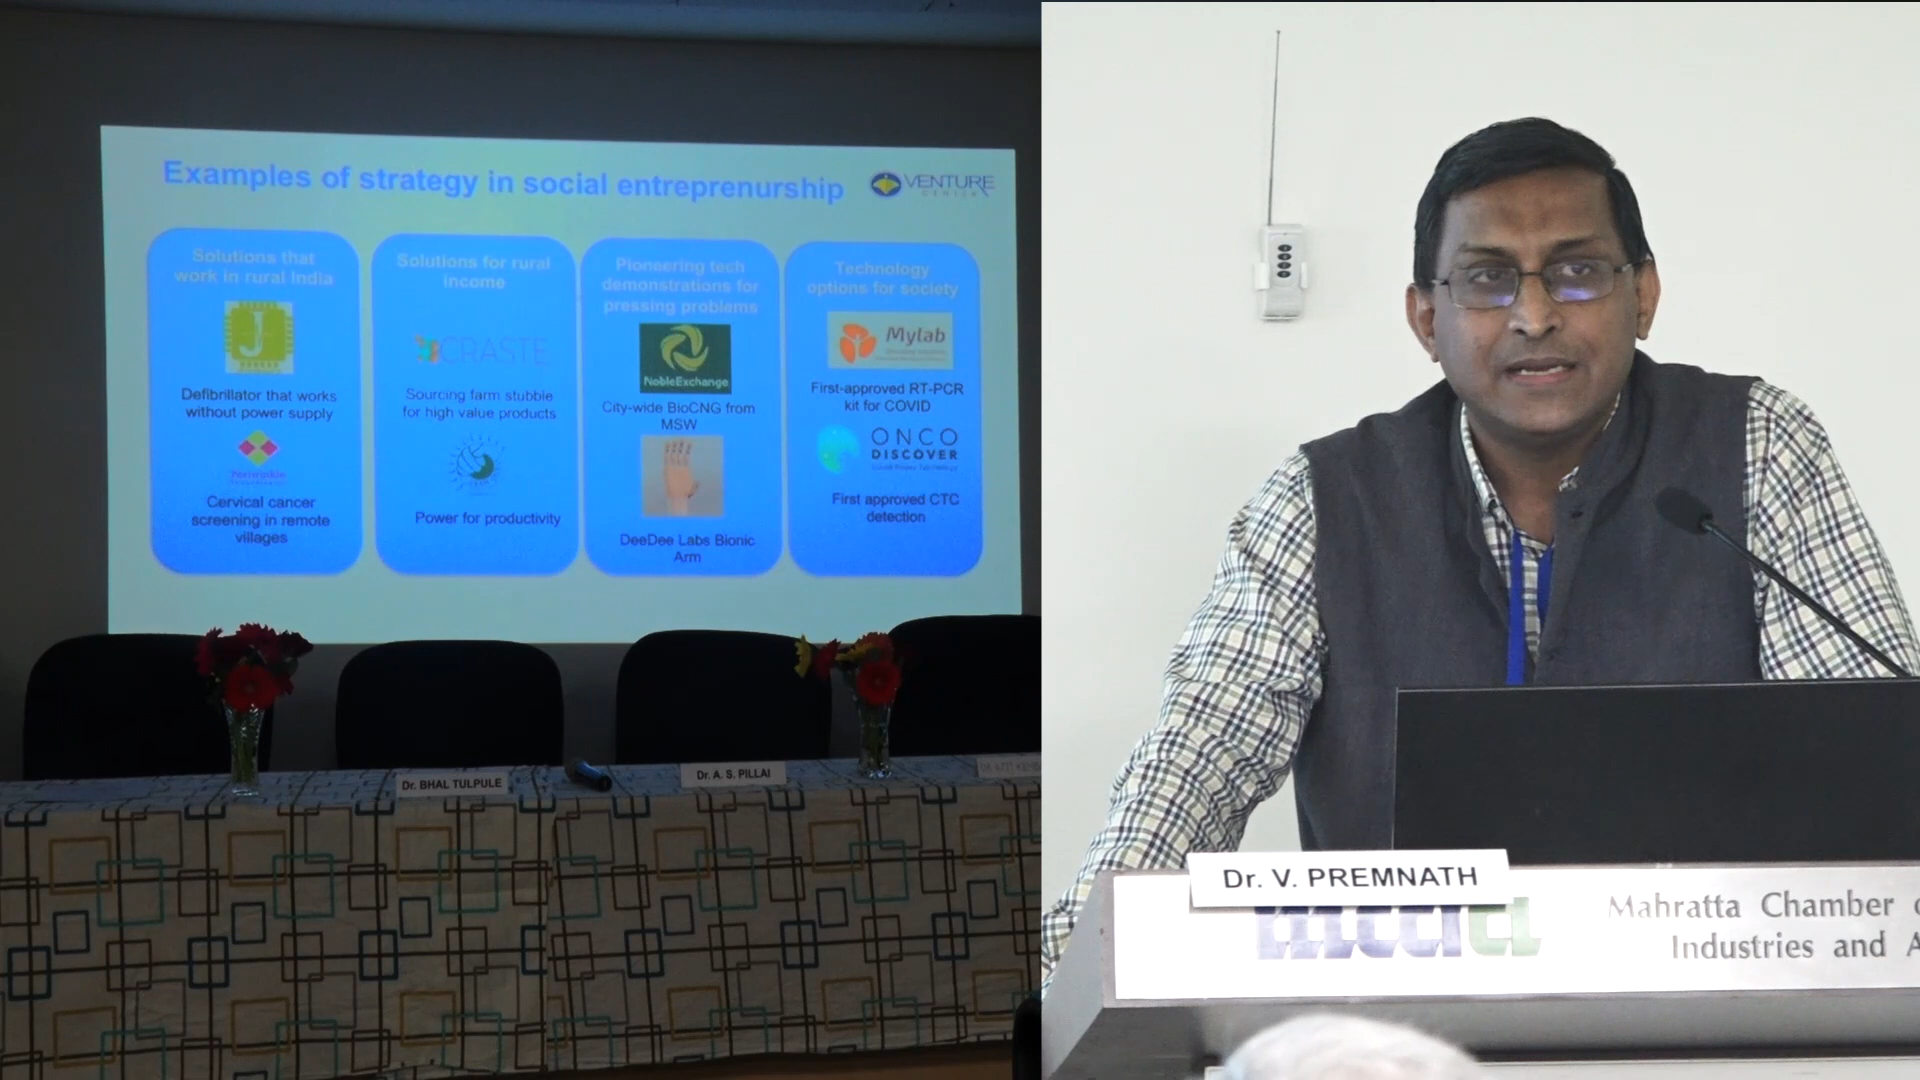 Examples of strategy in social entreprenurship
VENTURE
CENTER
Solutions that
work in rural India
J
Defibrillator that works
without power supply
Periwinkle
Cervical cancer
screening in remote
villages
Solutions for rural
income
CRASTE
Sourcing farm stubble
for high value products
Power for productivity
Pioneering tech
demonstrations for
pressing problems
NobleExchange
City-wide BioCNG from
MSW
DeeDee Labs Bionic
Arm
Technology
options for society
Mylab
First-approved RT-PCR
kit for COVID
ONCO
DISCOVER
First approved CTC
detection
Dr. BHAL TULPULE
Dr. A. S. PILLAI
Dr. V. PREMNATH
Mahratta Chamber
Industries and A